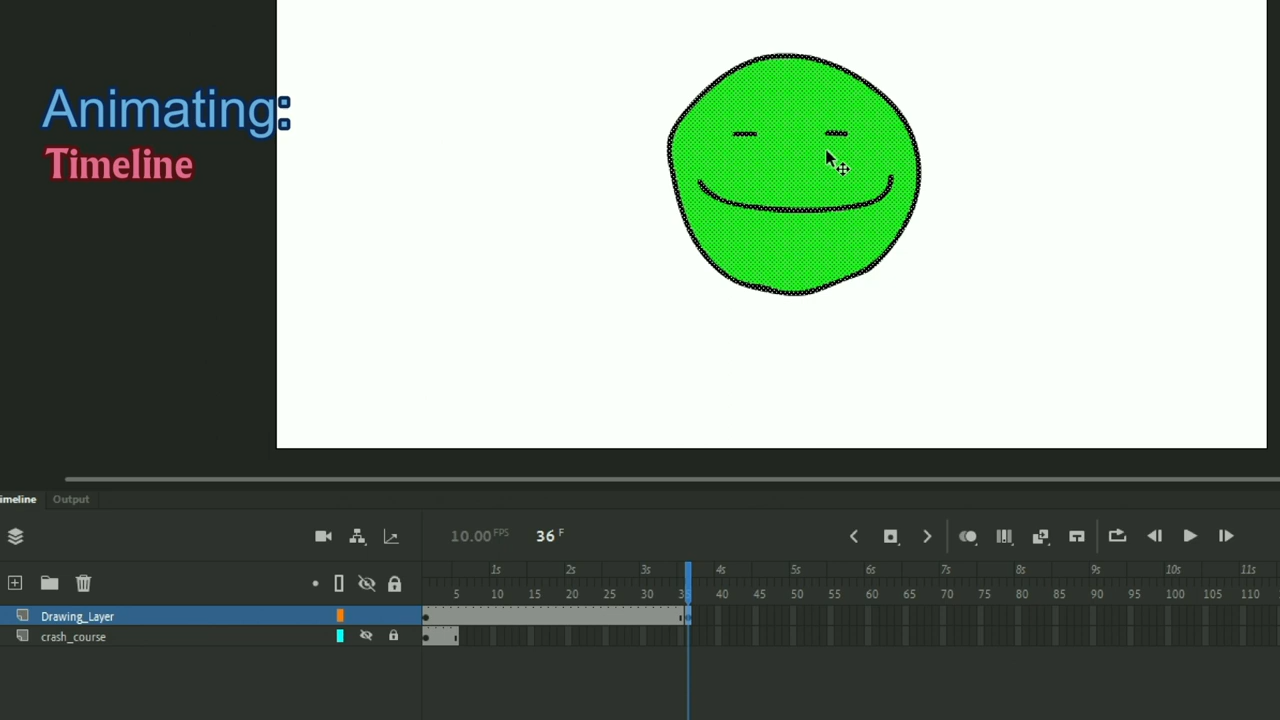 Animating:
Timeline
imeline Output
10.00 FPS 36 F
1s 2s 3s 4s 5s 6s 7s 8s 9s 10s 11s
5 10 15 20 25 30 35 40 45 50 55 60 65 70 75 80 85 90 95 100 105 110
Drawing_Layer
crash_course